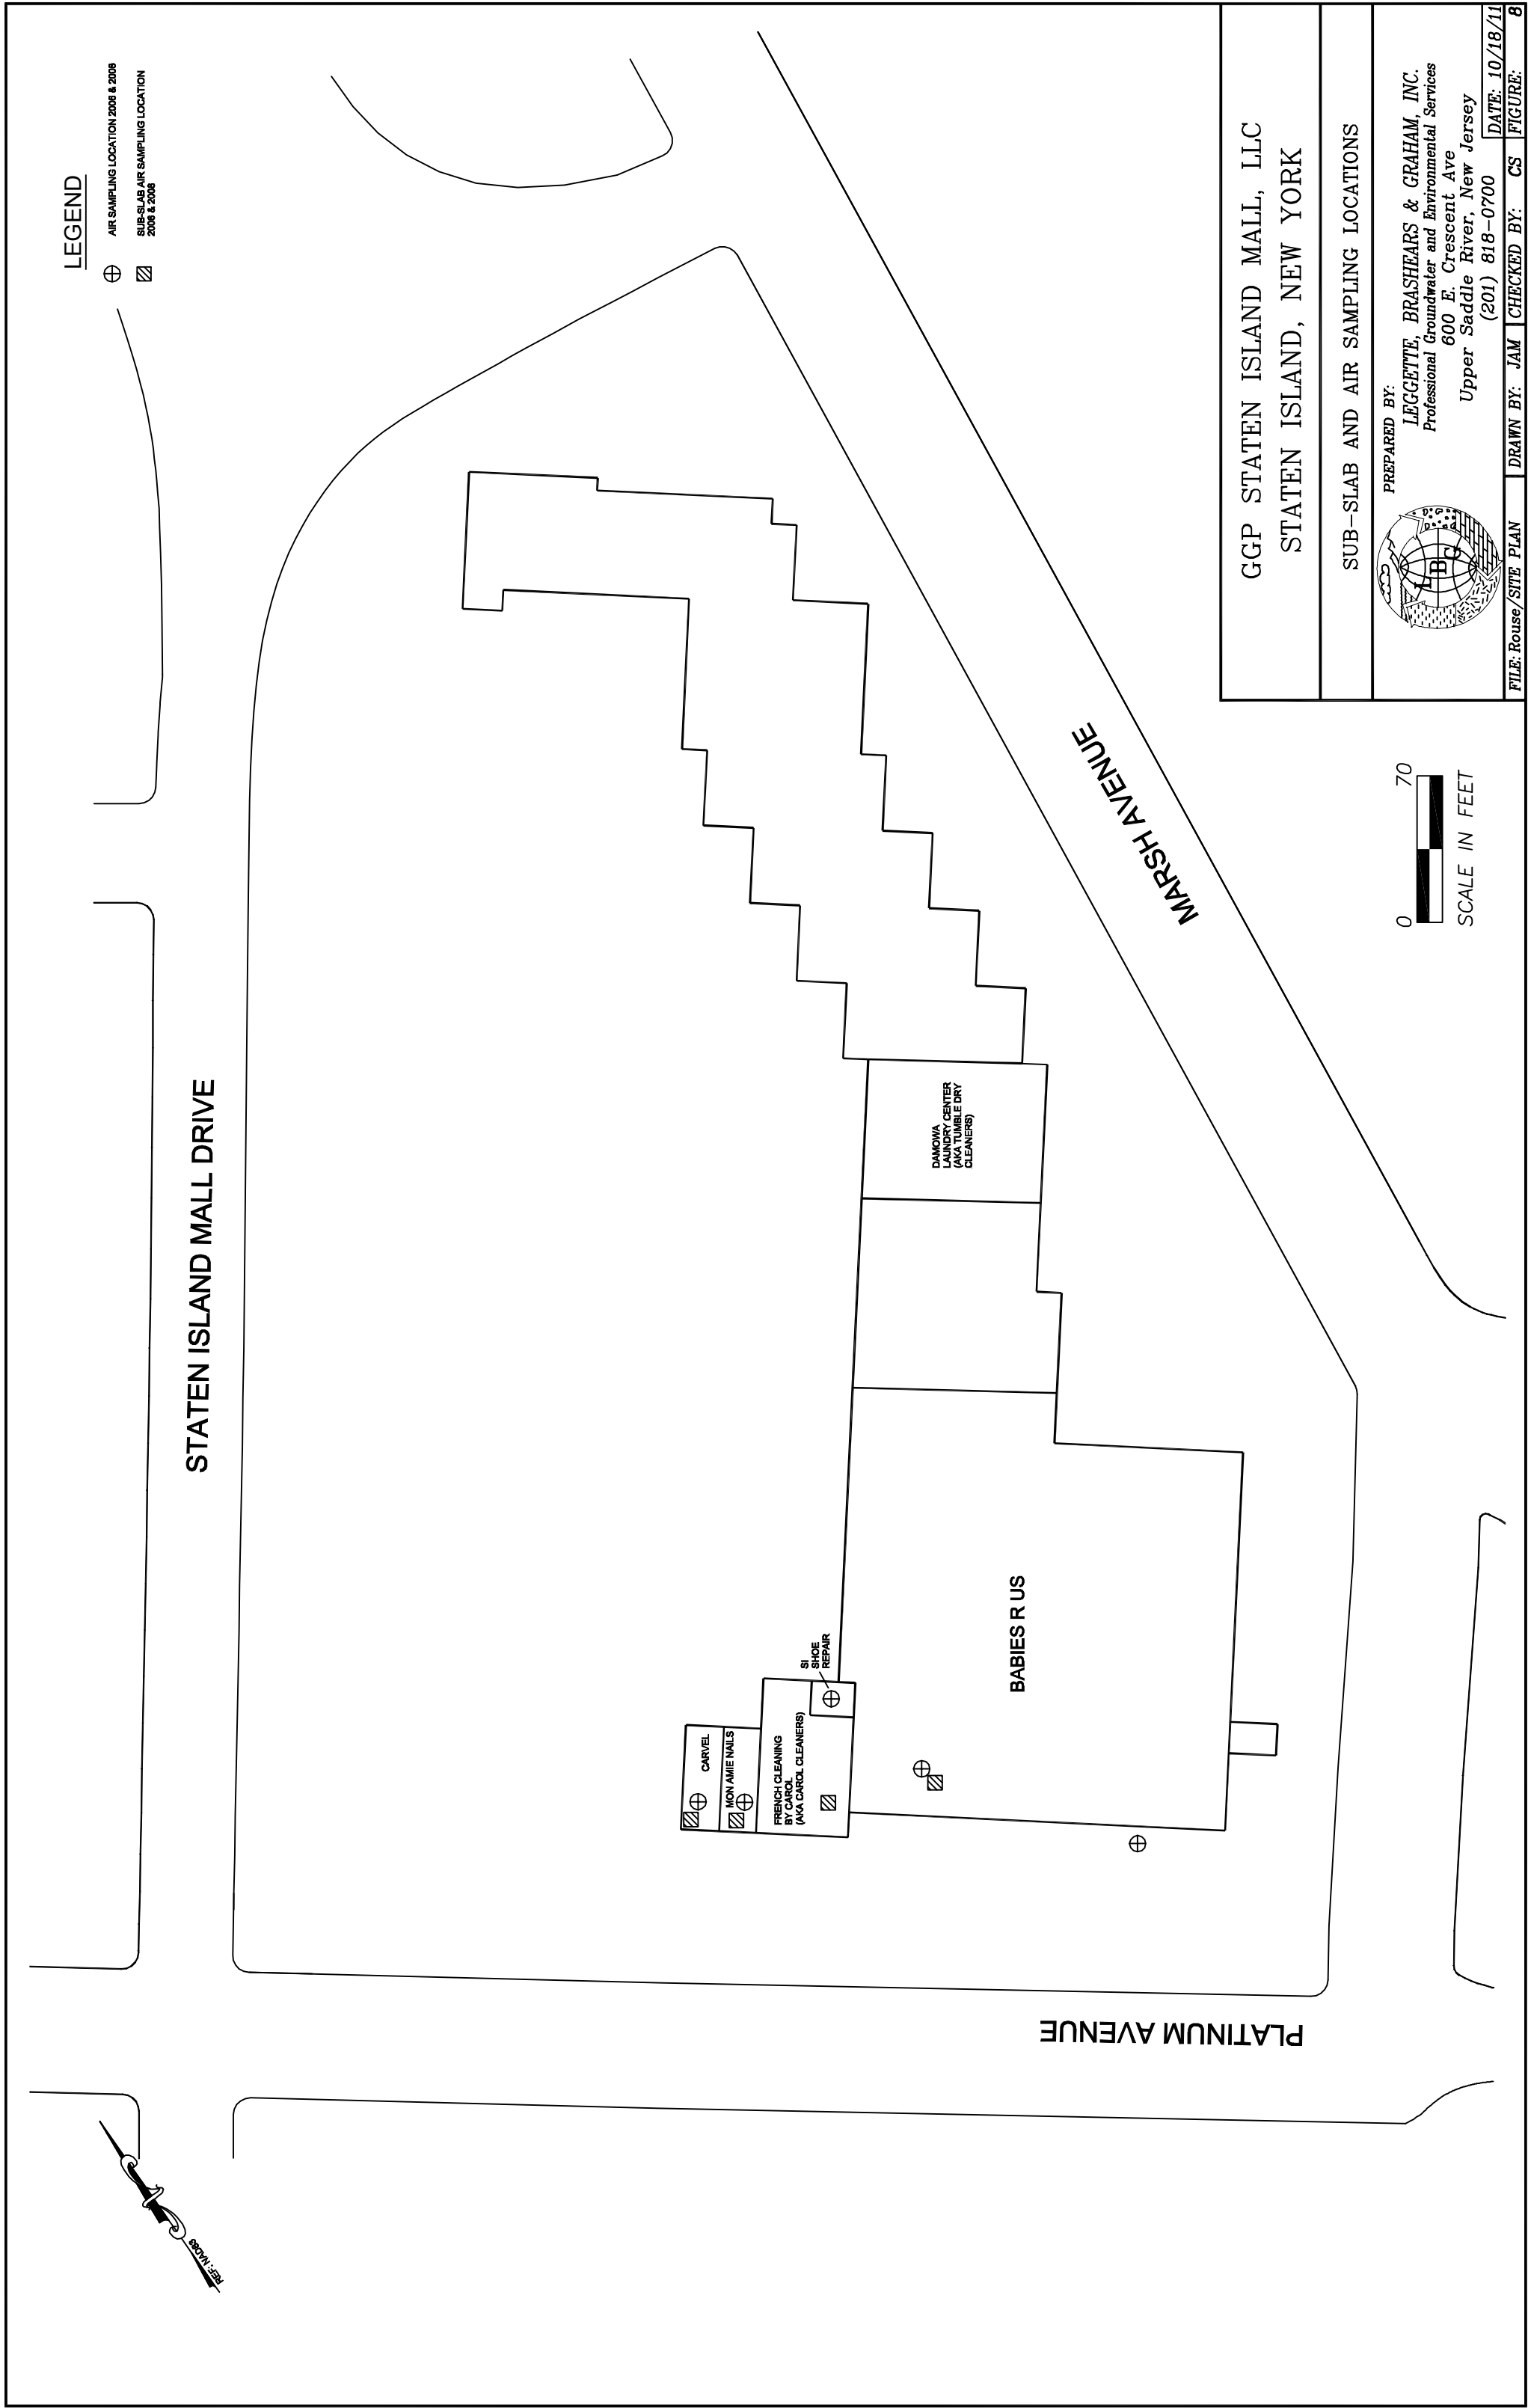 LEGEND
AIR SAMPLING LOCATION 2006 & 2008
SUB-SLAB AIR SAMPLING LOCATION
2006 & 2008
STATEN ISLAND MALL DRIVE
MARSH AVENUE
PLATINUM AVENUE
CARVEL
MON AMIE NAILS
FRENCH CLEANING
BY CAROL
(AKA CAROL CLEANERS)
SI
SHOE
REPAIR
BABIES R US
DAMOWA
LAUNDRY CENTER
(AKA TUMBLE DRY
CLEANERS)
REF: NAD83
0 70
SCALE IN FEET
GGP STATEN ISLAND MALL, LLC
STATEN ISLAND, NEW YORK
SUB-SLAB AND AIR SAMPLING LOCATIONS
PREPARED BY:
LBG
LEGGETTE, BRASHEARS & GRAHAM, INC.
Professional Groundwater and Environmental Services
600 E. Crescent Ave
Upper Saddle River, New Jersey
(201) 818-0700
DATE: 10/18/11
FILE: Rouse/SITE PLAN DRAWN BY: JAM CHECKED BY: CS FIGURE: 8